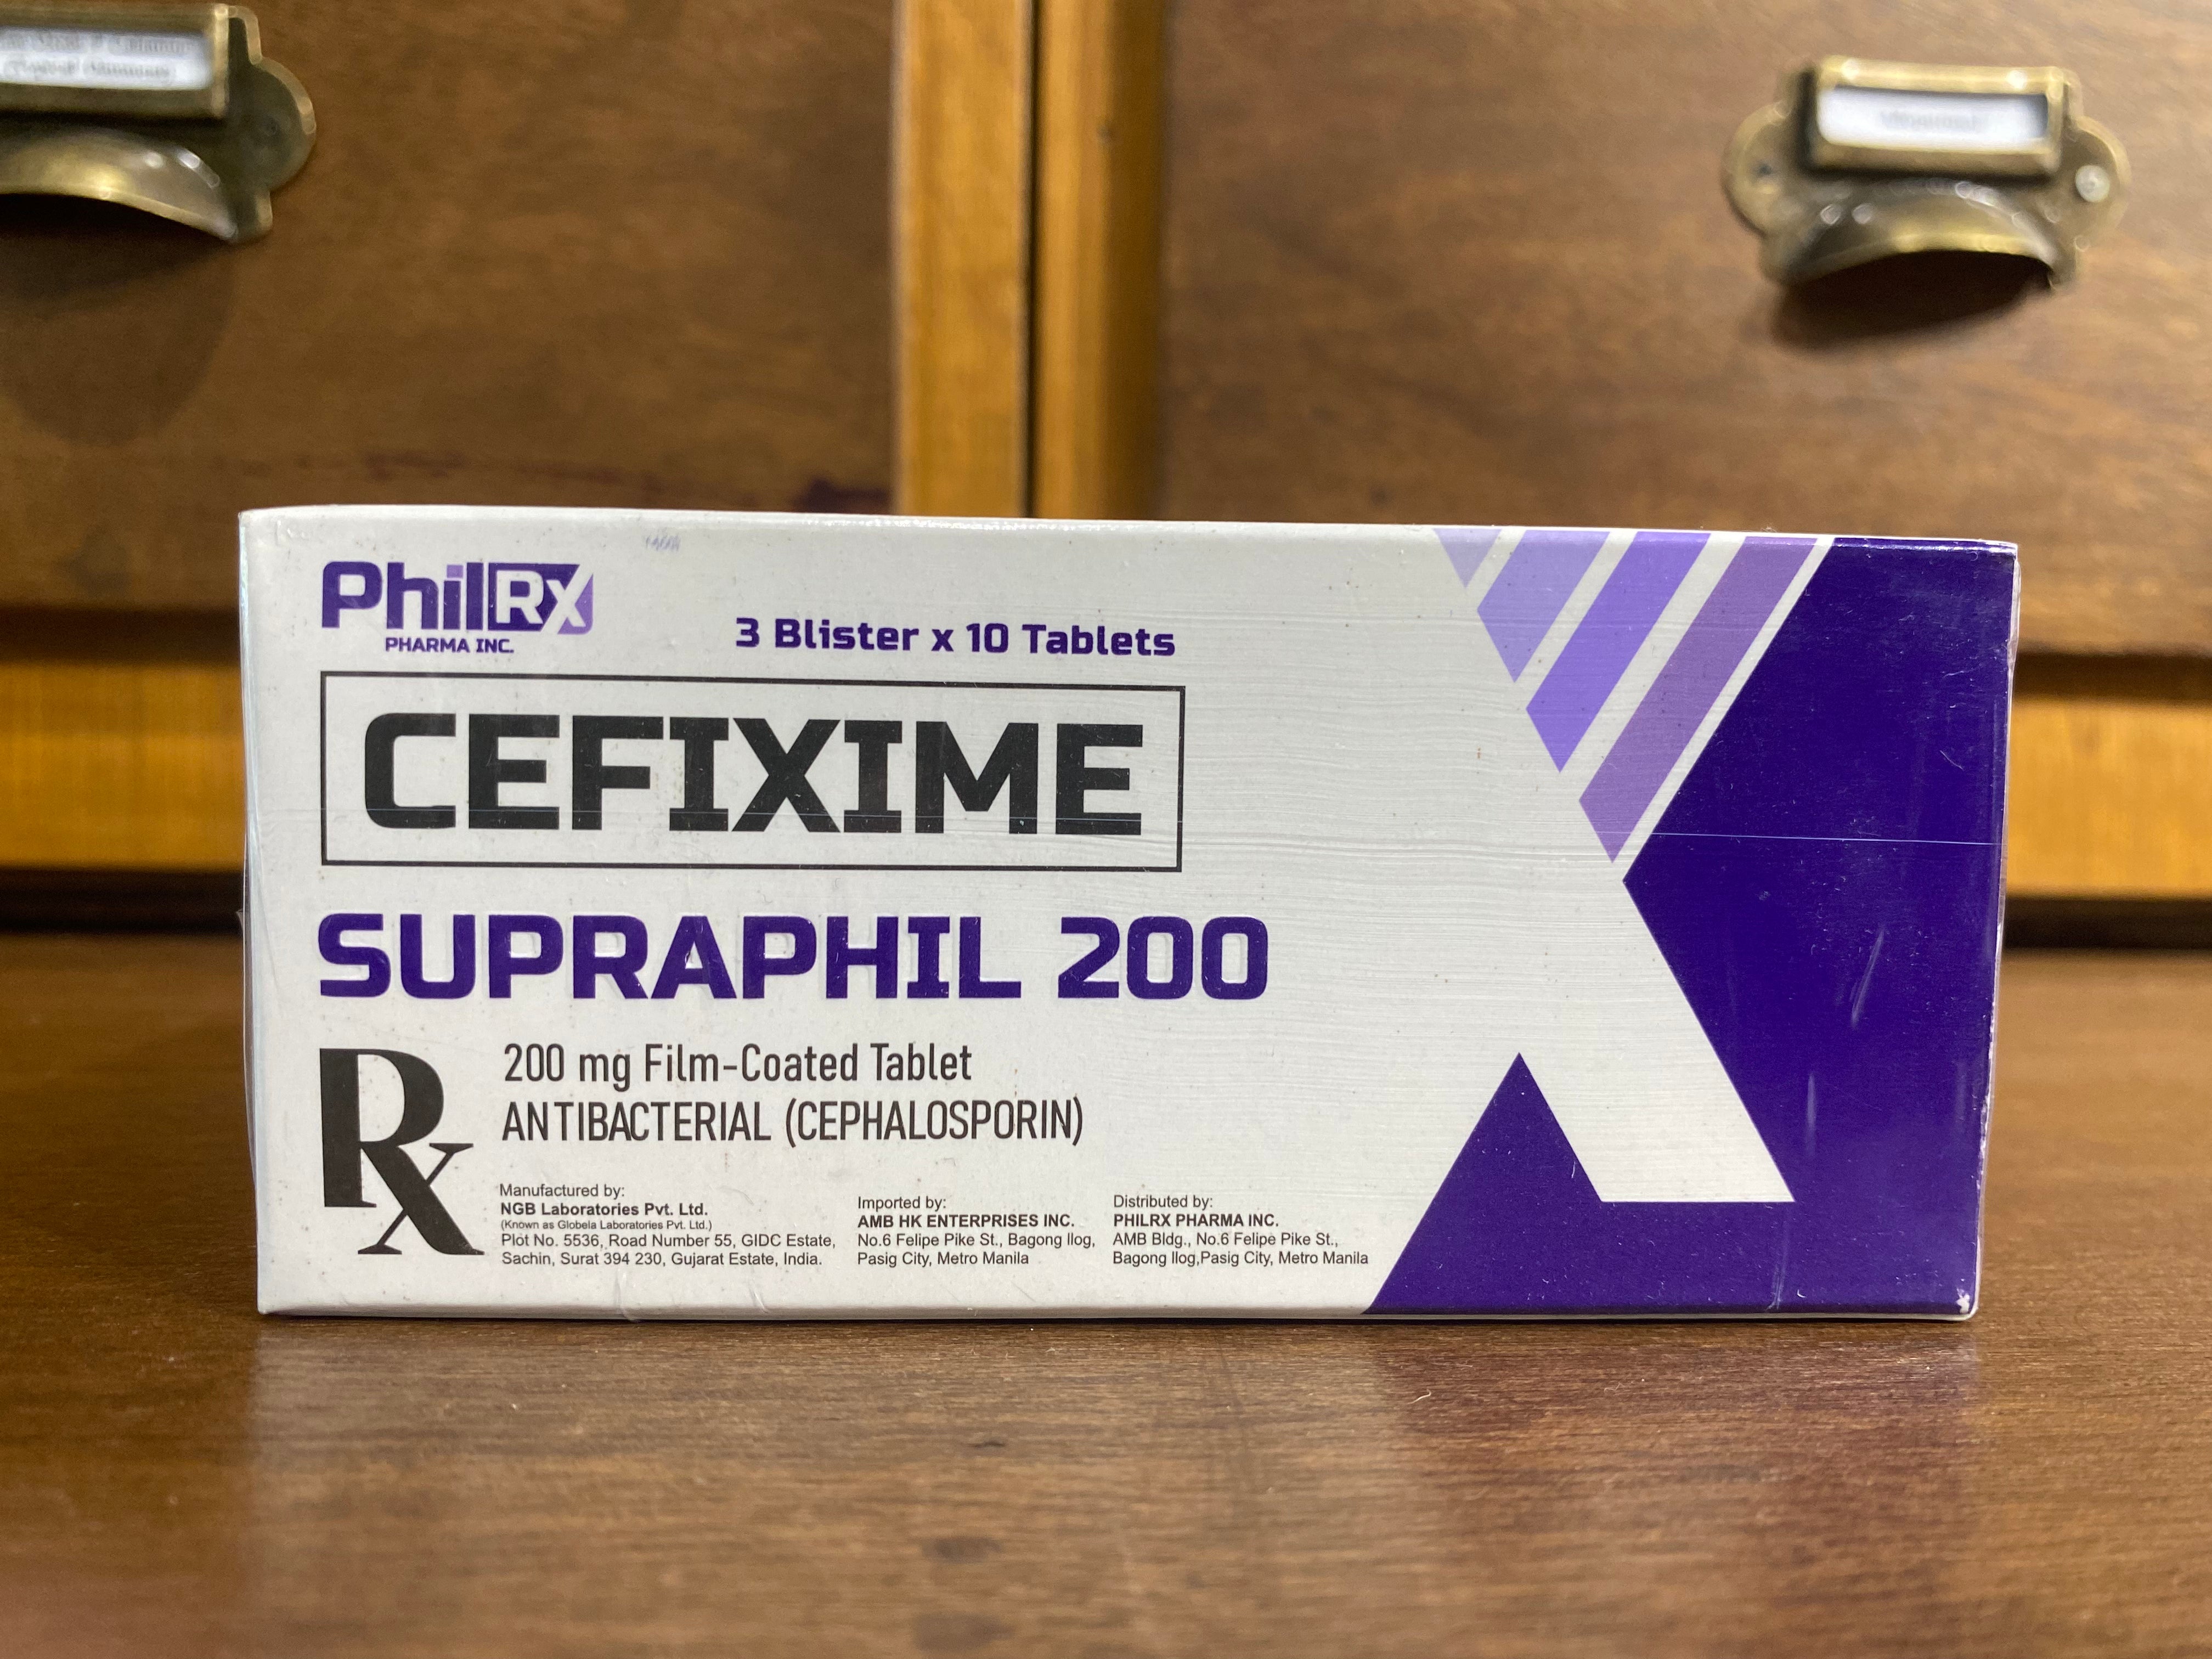 PhilRx
PHARMA INC.
3 Blister x 10 Tablets
CEFIXIME
SUPRAPHIL 200
Rx
200 mg Film-Coated Tablet
ANTIBACTERIAL (CEPHALOSPORIN)
Manufactured by:
NGB Laboratories Pvt. Ltd.
(Known as Globela Laboratories Pvt. Ltd.)
Plot No. 5536, Road Number 55, GIDC Estate,
Sachin, Surat 394 230, Gujarat Estate, India.
Imported by:
AMB HK ENTERPRISES INC.
No.6 Felipe Pike St., Bagong Ilog,
Pasig City, Metro Manila
Distributed by:
PHILRX PHARMA INC.
AMB Bldg., No.6 Felipe Pike St.,
Bagong Ilog,Pasig City, Metro Manila